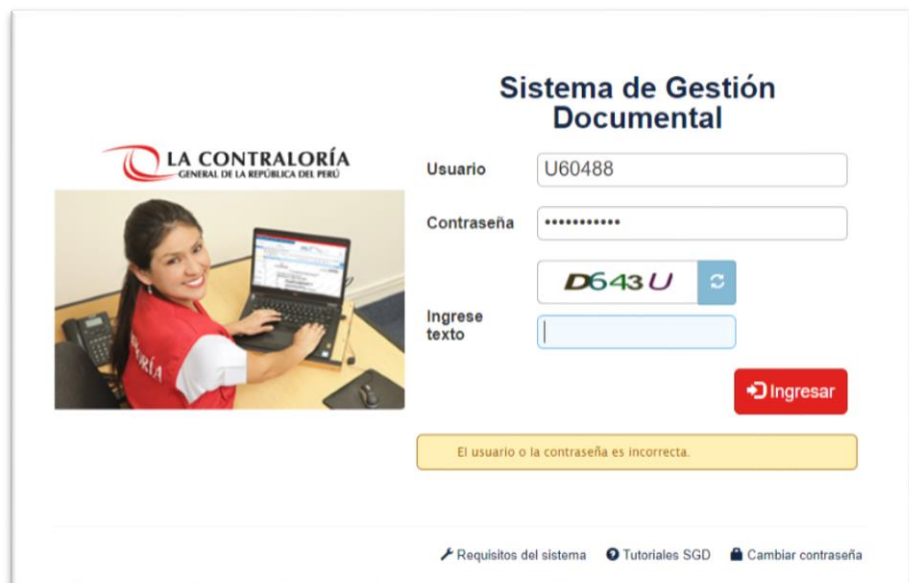 Sistema de Gestión
Documental
LA CONTRALORÍA
GENERAL DE LA REPÚBLICA DEL PERÚ
Usuario
U60488
Contraseña
•••••••••••
D643U
Ingrese
texto
Ingresar
El usuario o la contraseña es incorrecta.
Requisitos del sistema
Tutoriales SGD
Cambiar contraseña